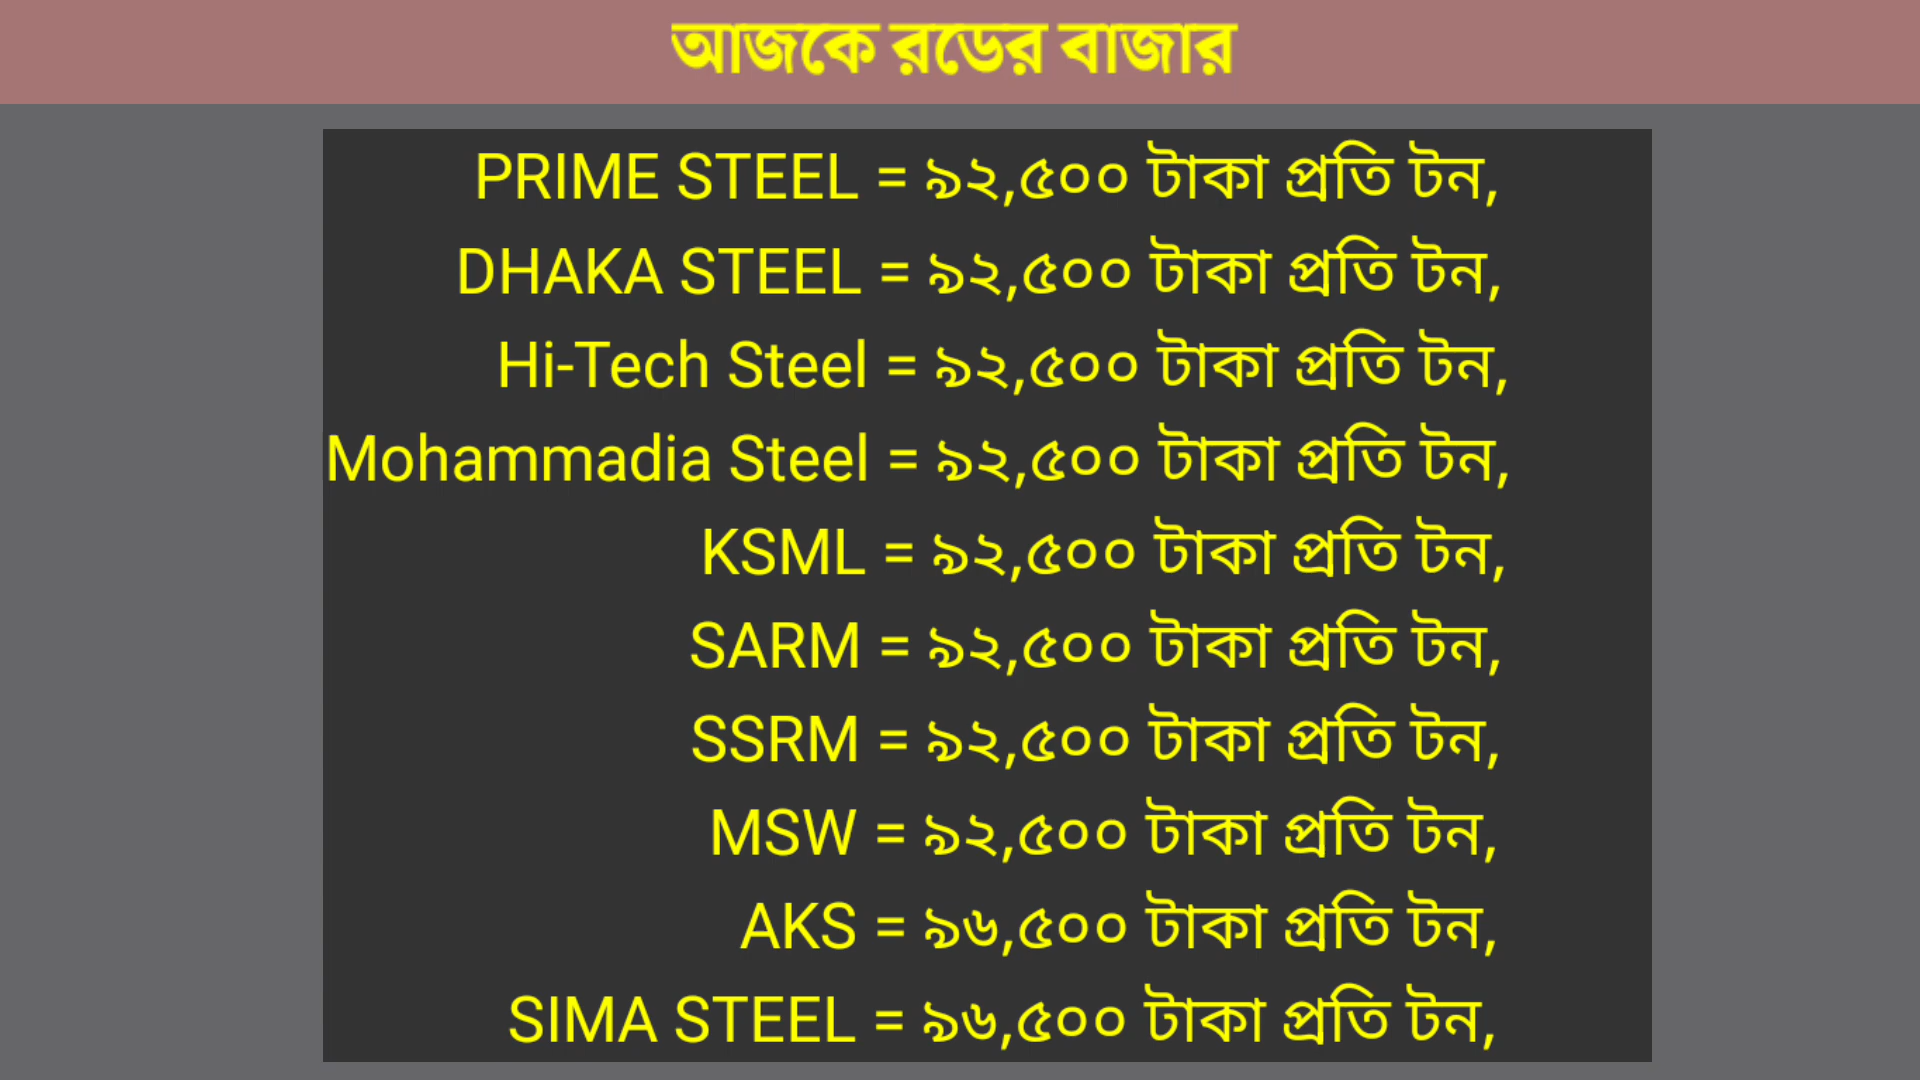 আজকে রডের বাজার
PRIME STEEL = ৯২,৫০০ টাকা প্রতি টন,
DHAKA STEEL = ৯২,৫০০ টাকা প্রতি টন,
Hi-Tech Steel = ৯২,৫০০ টাকা প্রতি টন,
Mohammadia Steel = ৯২,৫০০ টাকা প্রতি টন,
KSML = ৯২,৫০০ টাকা প্রতি টন,
SARM = ৯২,৫০০ টাকা প্রতি টন,
SSRM = ৯২,৫০০ টাকা প্রতি টন,
MSW = ৯২,৫০০ টাকা প্রতি টন,
AKS = ৯৬,৫০০ টাকা প্রতি টন,
SIMA STEEL = ৯৬,৫০০ টাকা প্রতি টন,